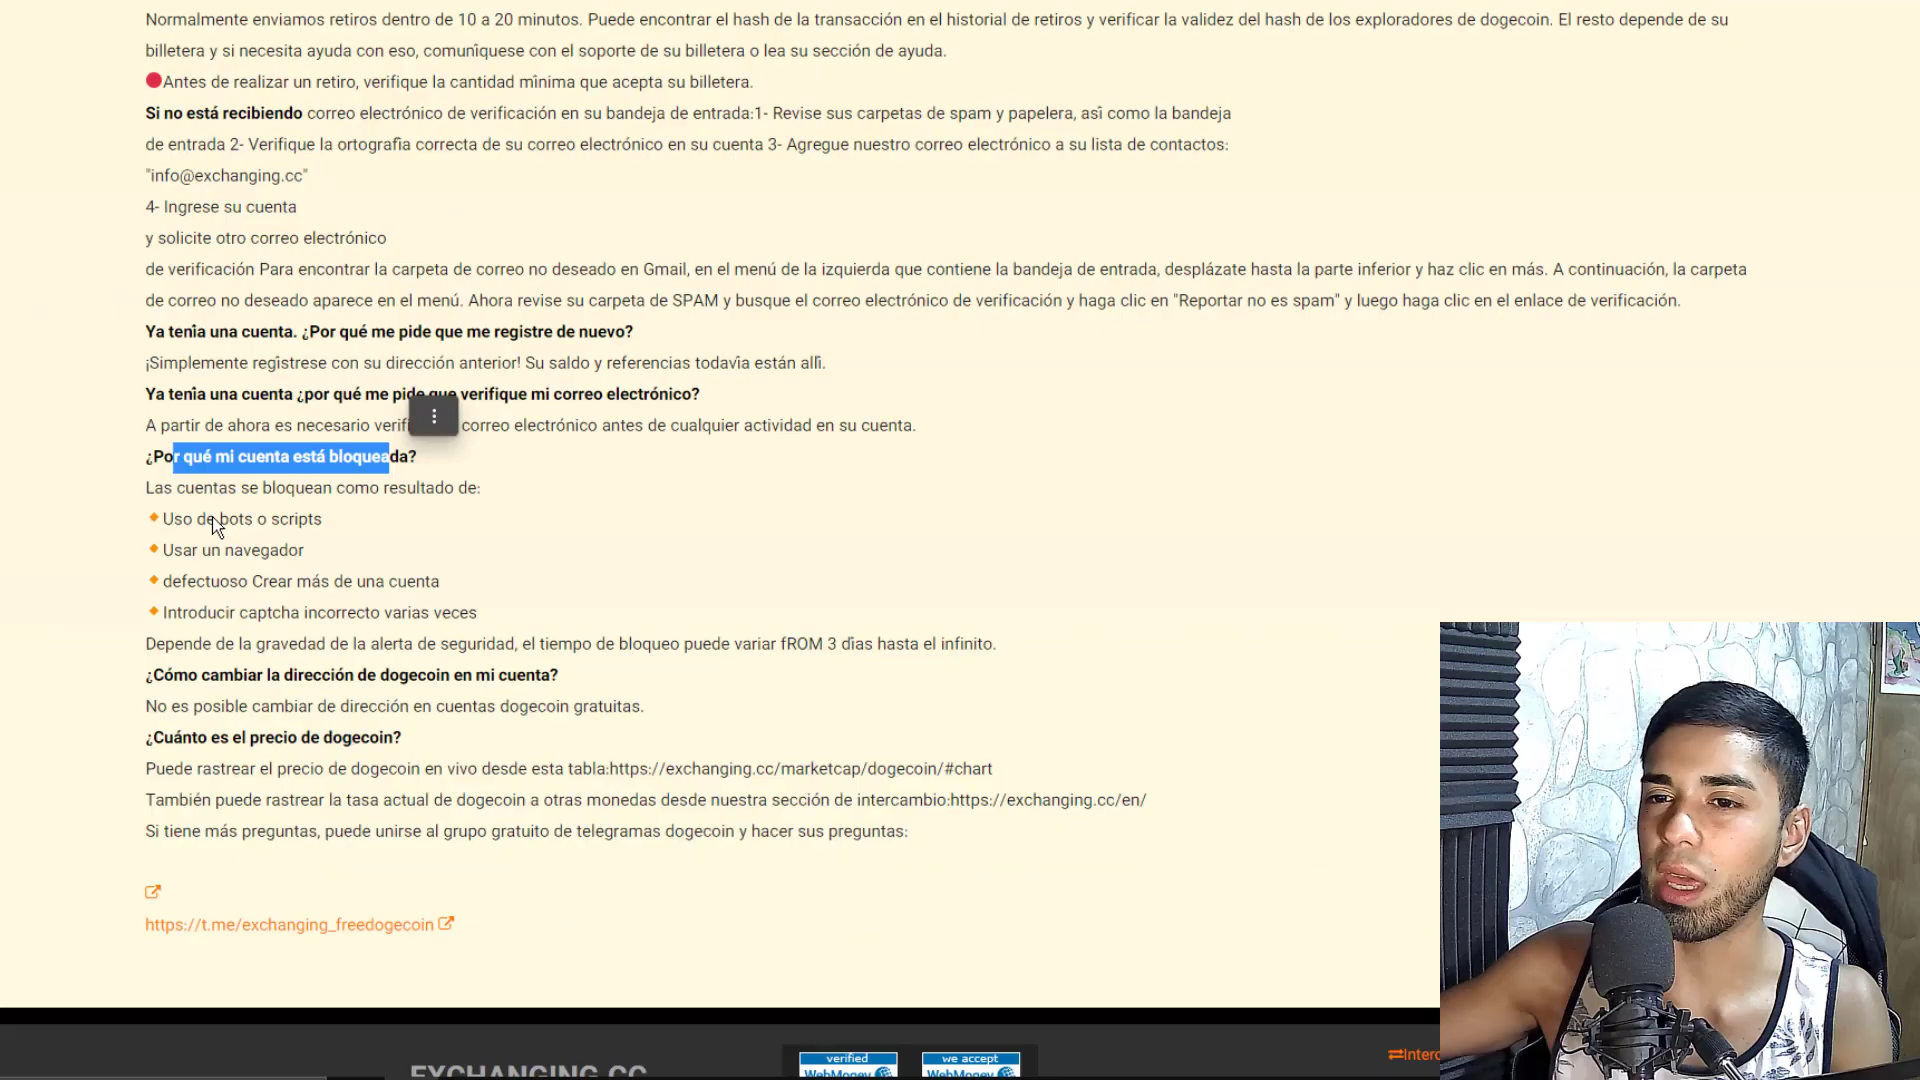 Normalmente enviamos retiros dentro de 10 a 20 minutos. Puede encontrar el hash de la transacción en el historial de retiros y verificar la validez del hash de los exploradores de dogecoin. El resto depende de su
billetera y si necesita ayuda con eso, comuníquese con el soporte de su billetera o lea su sección de ayuda.
Antes de realizar un retiro, verifique la cantidad mínima que acepta su billetera.
Si no está recibiendo correo electrónico de verificación en su bandeja de entrada:1- Revise sus carpetas de spam y papelera, así como la bandeja
de entrada 2- Verifique la ortografía correcta de su correo electrónico en su cuenta 3- Agregue nuestro correo electrónico a su lista de contactos:
"info@exchanging.cc"
4- Ingrese su cuenta
y solicite otro correo electrónico
de verificación Para encontrar la carpeta de correo no deseado en Gmail, en el menú de la izquierda que contiene la bandeja de entrada, desplázate hasta la parte inferior y haz clic en más. A continuación, la carpeta
de correo no deseado aparece en el menú. Ahora revise su carpeta de SPAM y busque el correo electrónico de verificación y haga clic en "Reportar no es spam" y luego haga clic en el enlace de verificación.
Ya tenía una cuenta. ¿Por qué me pide que me registre de nuevo?
¡Simplemente regístrese con su dirección anterior! Su saldo y referencias todavía están allí.
Ya tenía una cuenta ¿por qué me pide que verifique mi correo electrónico?
A partir de ahora es necesario verifi correo electrónico antes de cualquier actividad en su cuenta.
¿Por qué mi cuenta está bloqueada?
Las cuentas se bloquean como resultado de:
Uso de bots o scripts
Usar un navegador
defectuoso Crear más de una cuenta
Introducir captcha incorrecto varias veces
Depende de la gravedad de la alerta de seguridad, el tiempo de bloqueo puede variar fROM 3 días hasta el infinito.
¿Cómo cambiar la dirección de dogecoin en mi cuenta?
No es posible cambiar de dirección en cuentas dogecoin gratuitas.
¿Cuánto es el precio de dogecoin?
Puede rastrear el precio de dogecoin en vivo desde esta tabla:https://exchanging.cc/marketcap/dogecoin/#chart
También puede rastrear la tasa actual de dogecoin a otras monedas desde nuestra sección de intercambio:https://exchanging.cc/en/
Si tiene más preguntas, puede unirse al grupo gratuito de telegramas dogecoin y hacer sus preguntas:
https://t.me/exchanging_freedogecoin
Interc
EXCHANGING.CC
verified
WebMoney
we accept
WebMoney